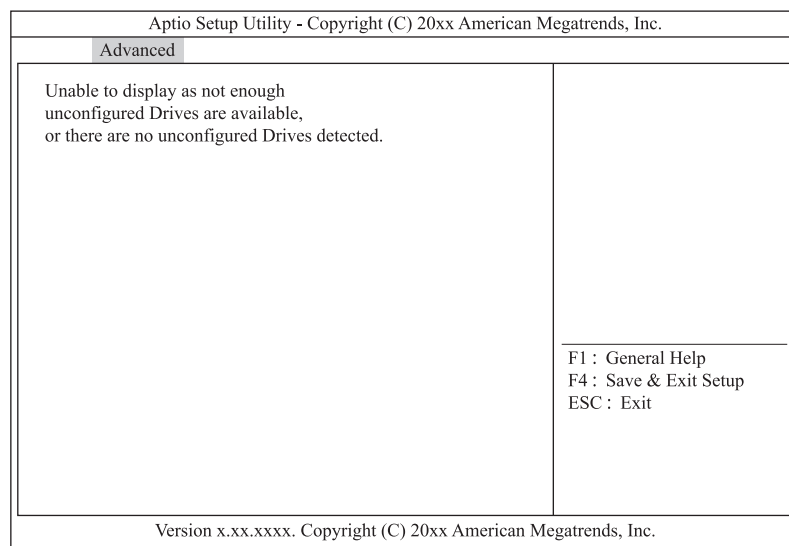 Aptio Setup Utility - Copyright (C) 20xx American Megatrends, Inc.
Advanced
Unable to display as not enough
unconfigured Drives are available,
or there are no unconfigured Drives detected.
F1 : General Help
F4 : Save & Exit Setup
ESC : Exit
Version x.xx.xxxx. Copyright (C) 20xx American Megatrends, Inc.